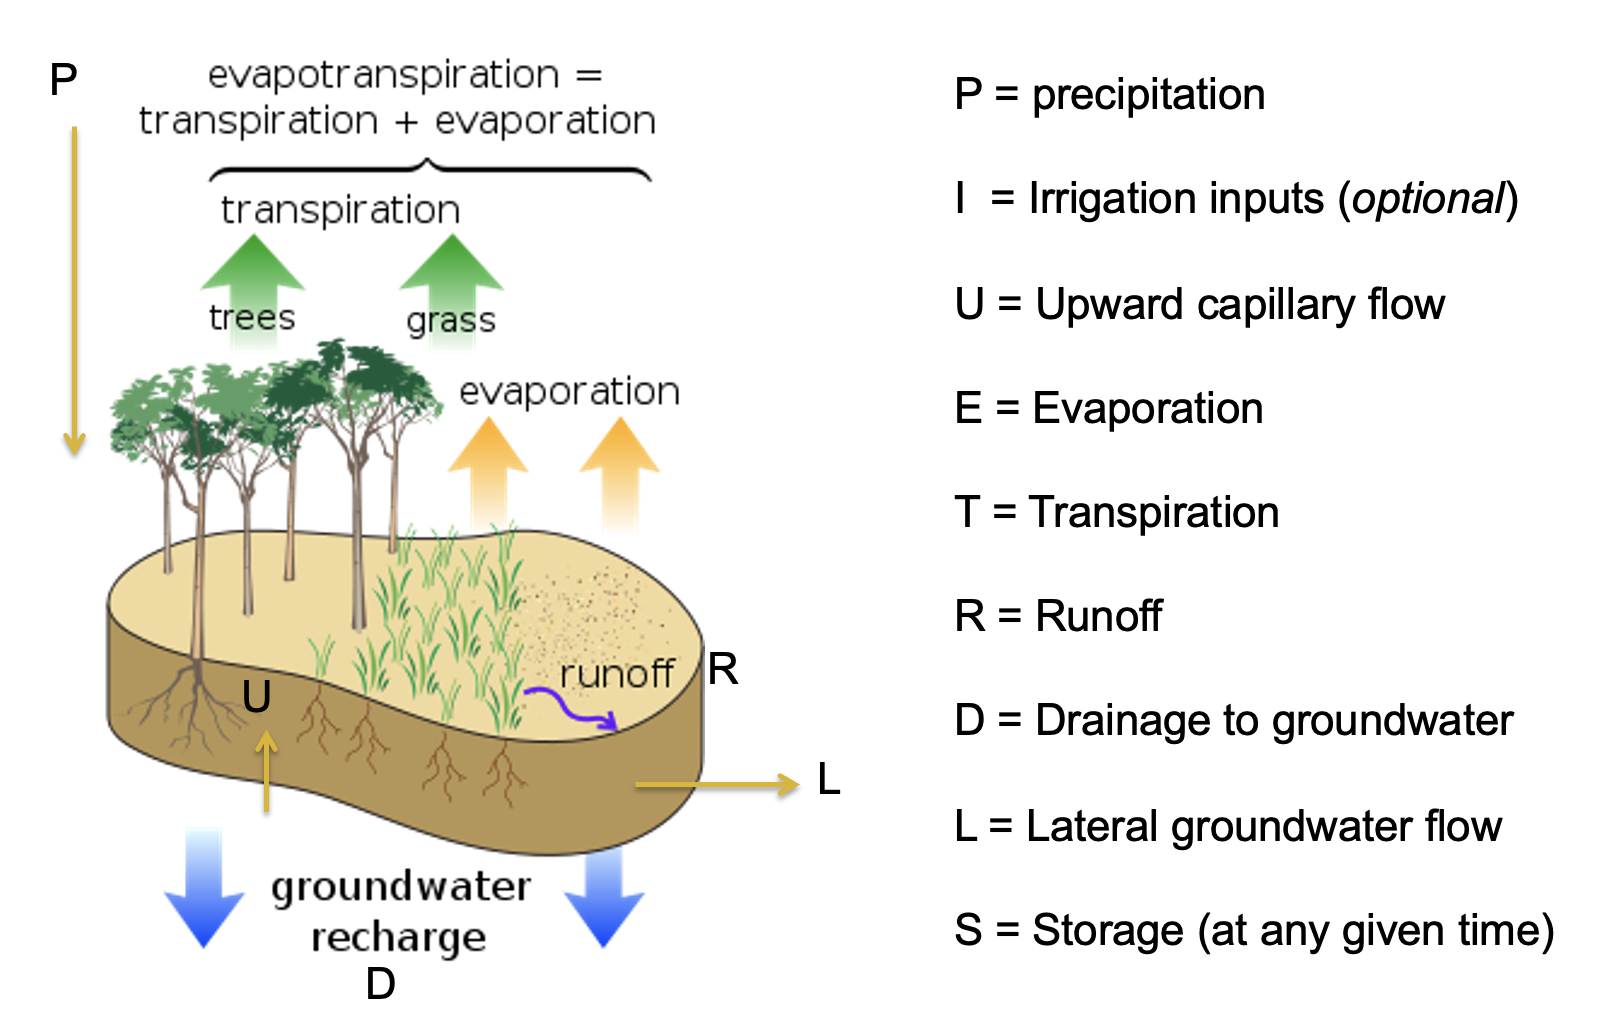 P
evapotranspiration =
transpiration + evaporation
transpiration
trees
grass
evaporation
runoff
R
U
L
groundwater
recharge
D
P = precipitation
I = Irrigation inputs (optional)
U = Upward capillary flow
E = Evaporation
T = Transpiration
R = Runoff
D = Drainage to groundwater
L = Lateral groundwater flow
S = Storage (at any given time)